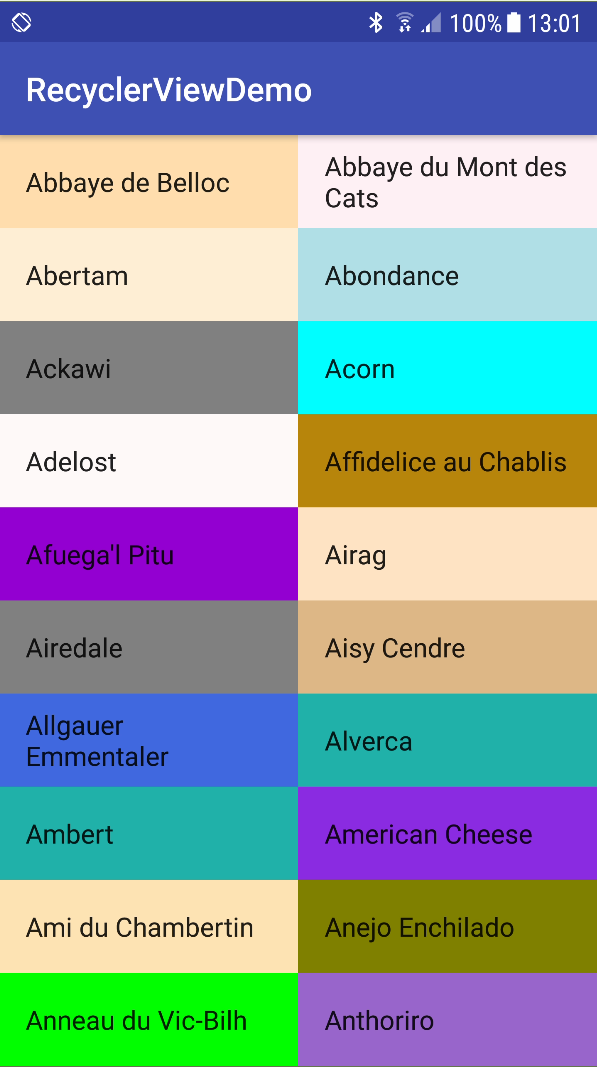 100% 13:01
RecyclerViewDemo
Abbaye de Belloc
Abbaye du Mont des
Cats
Abertam
Abondance
Ackawi
Acorn
Adelost
Affidelice au Chablis
Afuega'l Pitu
Airag
Airedale
Aisy Cendre
Allgauer
Emmentaler
Alverca
Ambert
American Cheese
Ami du Chambertin
Anejo Enchilado
Anneau du Vic-Bilh
Anthoriro